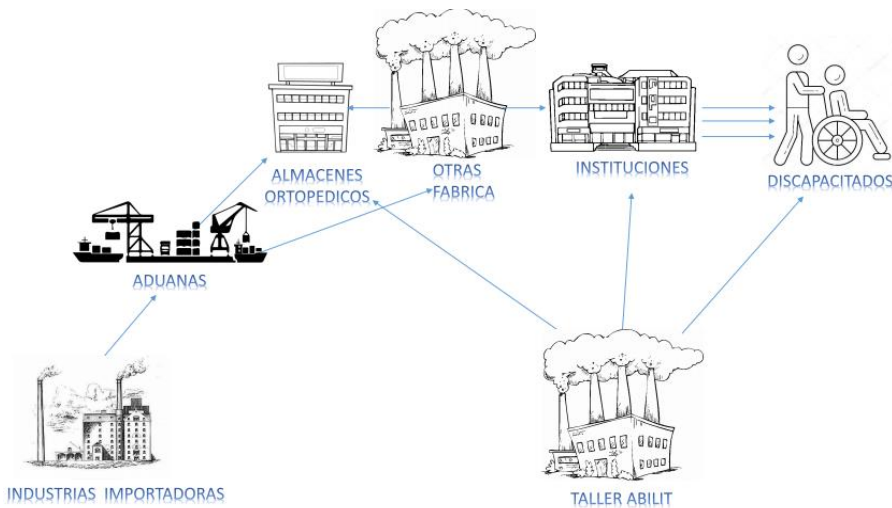 ALMACENES
ORTOPEDICOS
OTRAS
FABRICA
INSTITUCIONES
DISCAPACITADOS
ADUANAS
INDUSTRIAS IMPORTADORAS
TALLER ABILIT